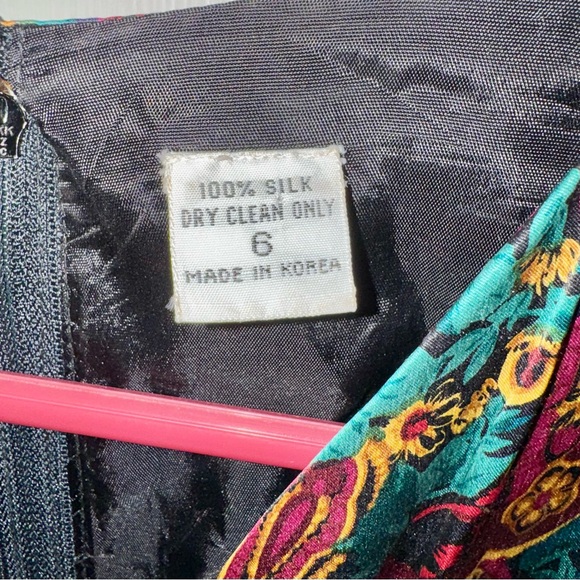 100% SILK
DRY CLEAN ONLY
6
MADE IN KOREA